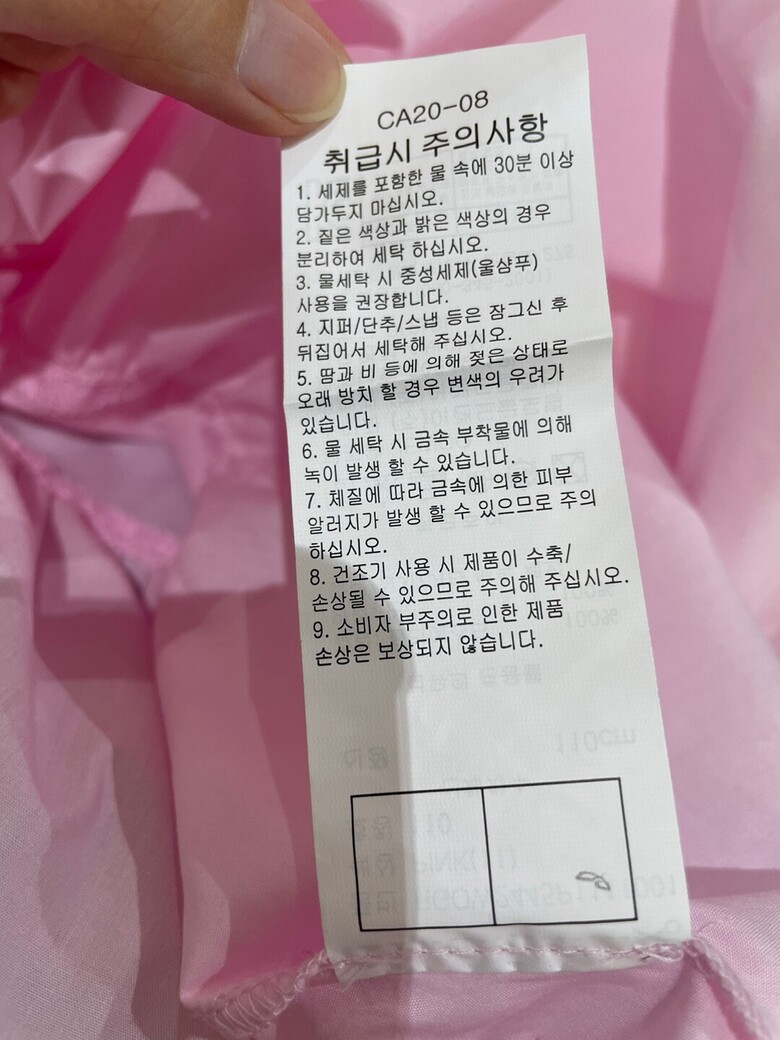 CA20-08
취급시 주의사항
1. 세제를 포함한 물 속에 30분 이상
담가두지 마십시오.
2. 짙은 색상과 밝은 색상의 경우
분리하여 세탁 하십시오.
3. 물세탁 시 중성세제(울샴푸)
사용을 권장합니다.
4. 지퍼/단추/스냅 등은 잠그신 후
뒤집어서 세탁해 주십시오.
5. 땀과 비 등에 의해 젖은 상태로
오래 방치 할 경우 변색의 우려가
있습니다.
6. 물 세탁 시 금속 부착물에 의해
녹이 발생 할 수 있습니다.
7. 체질에 따라 금속에 의한 피부
알러지가 발생 할 수 있으므로 주의
하십시오.
8. 건조기 사용 시 제품이 수축/
손상될 수 있으므로 주의해 주십시오.
9. 소비자 부주의로 인한 제품
손상은 보상되지 않습니다.